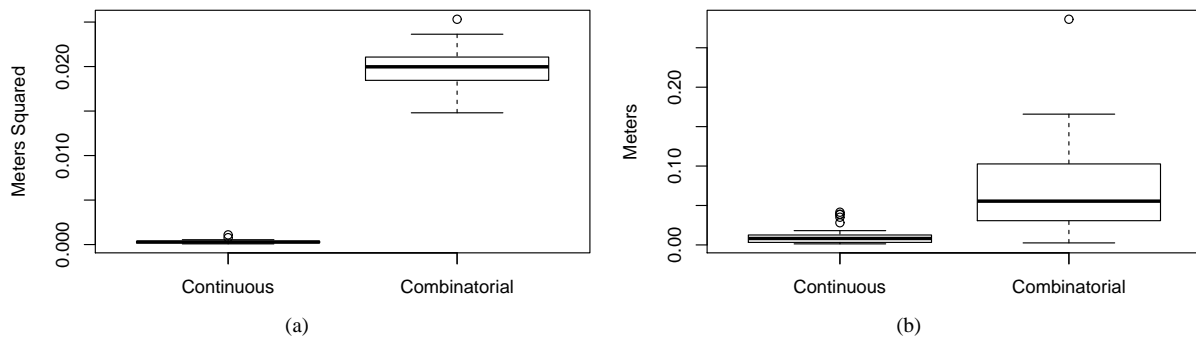 Meters Squared
0.020
0.010
0.000
Continuous
Combinatorial
(a)
Meters
0.20
0.10
0.00
Continuous
Combinatorial
(b)